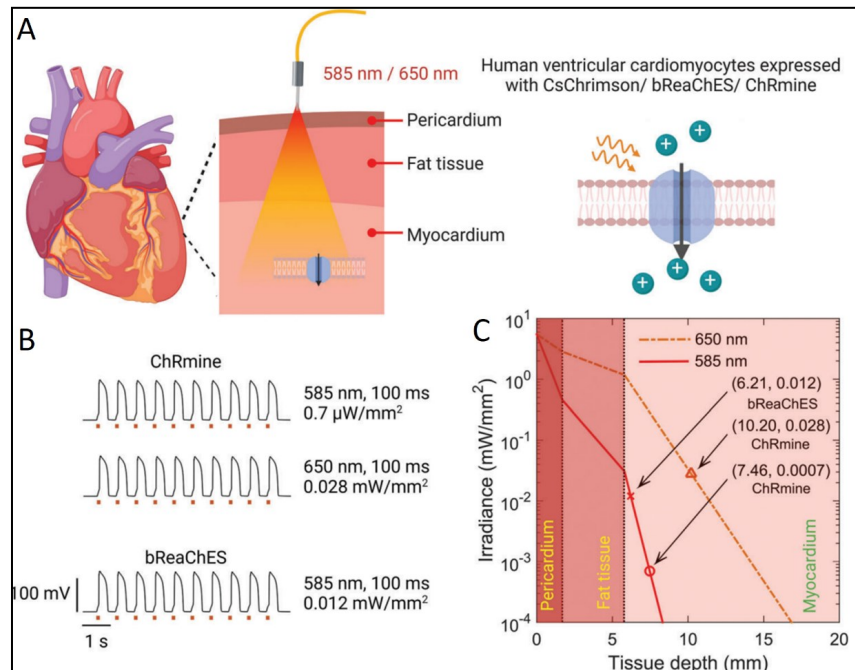 A
585 nm / 650 nm
Pericardium
Fat tissue
Myocardium
Human ventricular cardiomyocytes expressed
with CsChrimson/ bReaChES/ ChRmine
+
+
+
+
+
B
ChRmine
585 nm, 100 ms
0.7 µW/mm²
650 nm, 100 ms
0.028 mW/mm²
bReaChES
585 nm, 100 ms
0.012 mW/mm²
100 mV
1 s
C
Irradiance (mW/mm²)
10¹
10⁰
10⁻¹
10⁻²
10⁻³
10⁻⁴
650 nm
585 nm
(6.21, 0.012)
bReaChES
(10.20, 0.028)
ChRmine
(7.46, 0.0007)
ChRmine
Pericardium
Fat tissue
Myocardium
0 5 10 15 20
Tissue depth (mm)